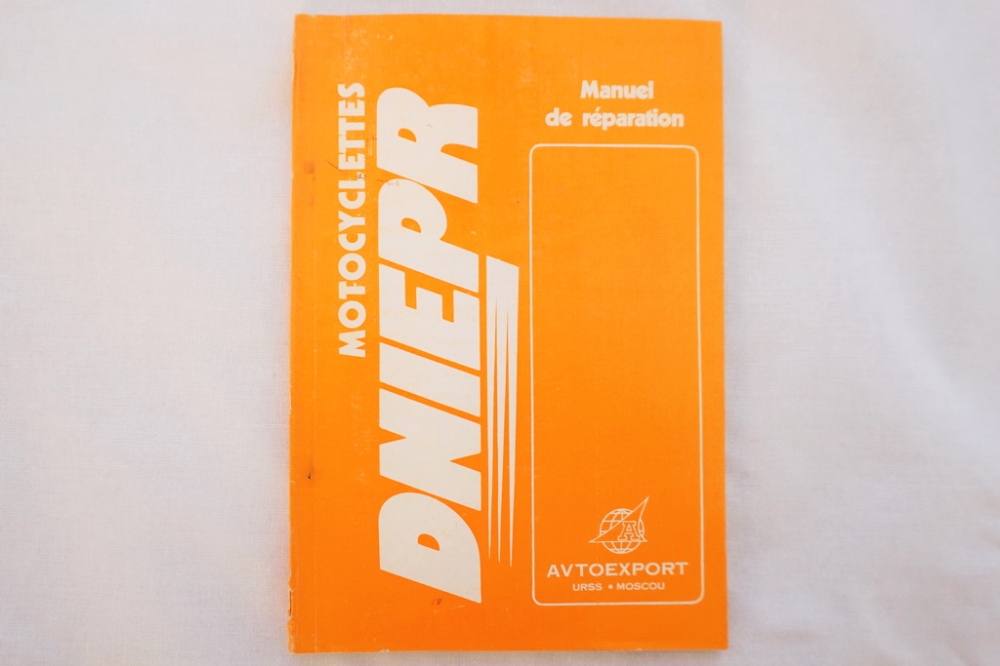 MOTOCYCLETTES
DNIEPR
Manuel
de réparation
A
AVTOEXPORT
URSS • MOSCOU